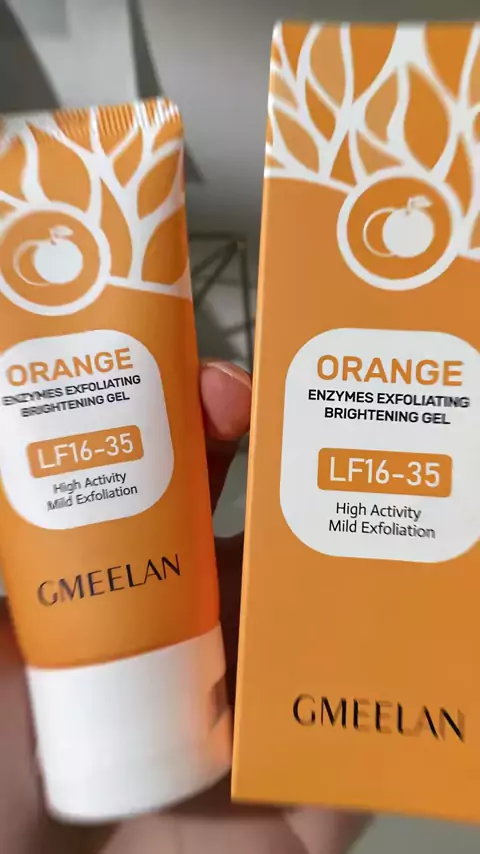 ORANGE
ENZYMES EXFOLIATING
BRIGHTENING GEL
LF16-35
High Activity
Mild Exfoliation
GMEELAN
ORANGE
ENZYMES EXFOLIATING
BRIGHTENING GEL
LF16-35
High Activity
Mild Exfoliation
GMEELAN